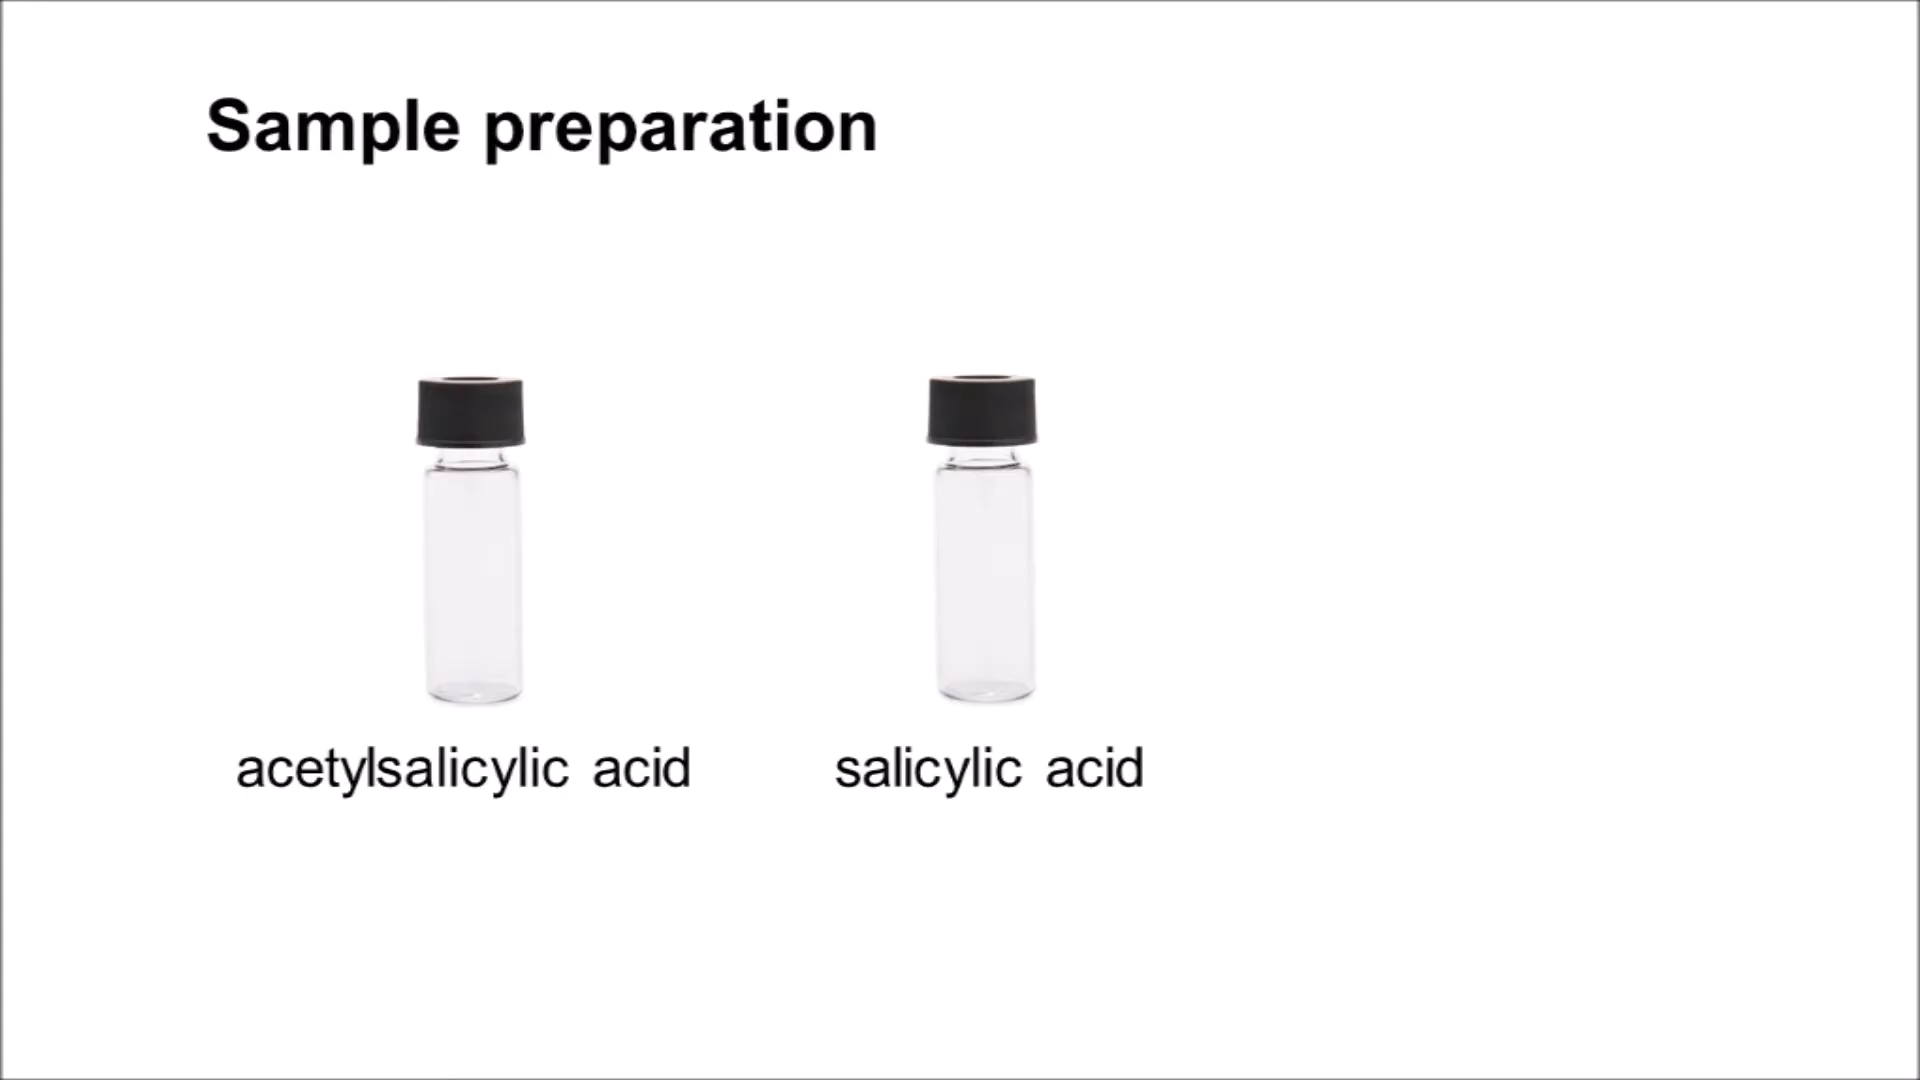 Sample preparation
acetylsalicylic acid
salicylic acid